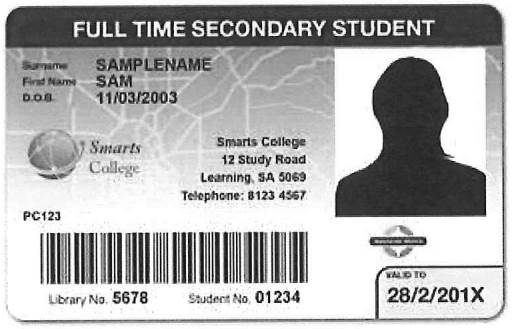 FULL TIME SECONDARY STUDENT
Surname SAMPLENAME
First Name SAM
D.O.B. 11/03/2003
Smarts
College
Smarts College
12 Study Road
Learning, SA 5069
Telephone: 8123 4567
PC123
Library No. 5678 Student No. 01234
VALID TO
28/2/201X